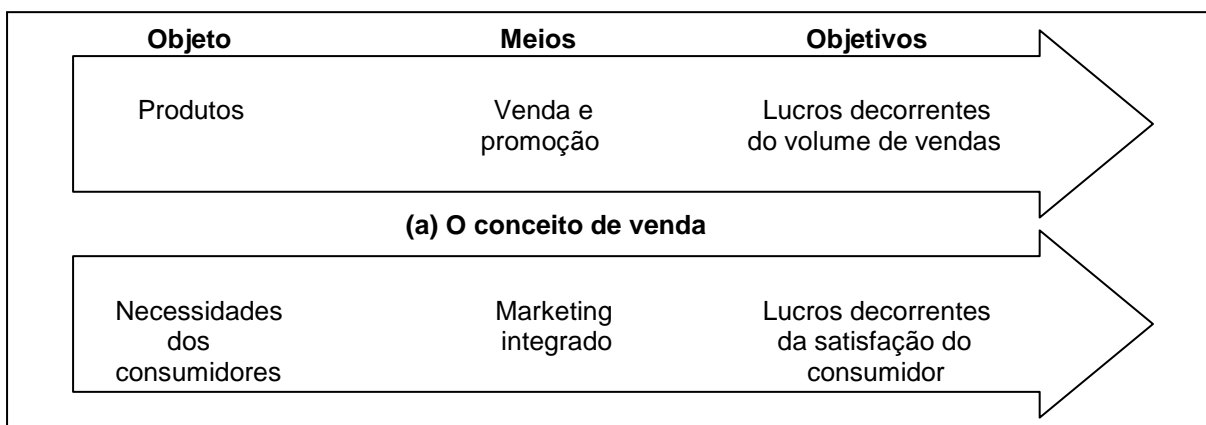 Objeto Meios Objetivos
Produtos Venda e Lucros decorrentes
promoção do volume de vendas
(a) O conceito de venda
Necessidades Marketing Lucros decorrentes
dos integrado da satisfação do
consumidores consumidor